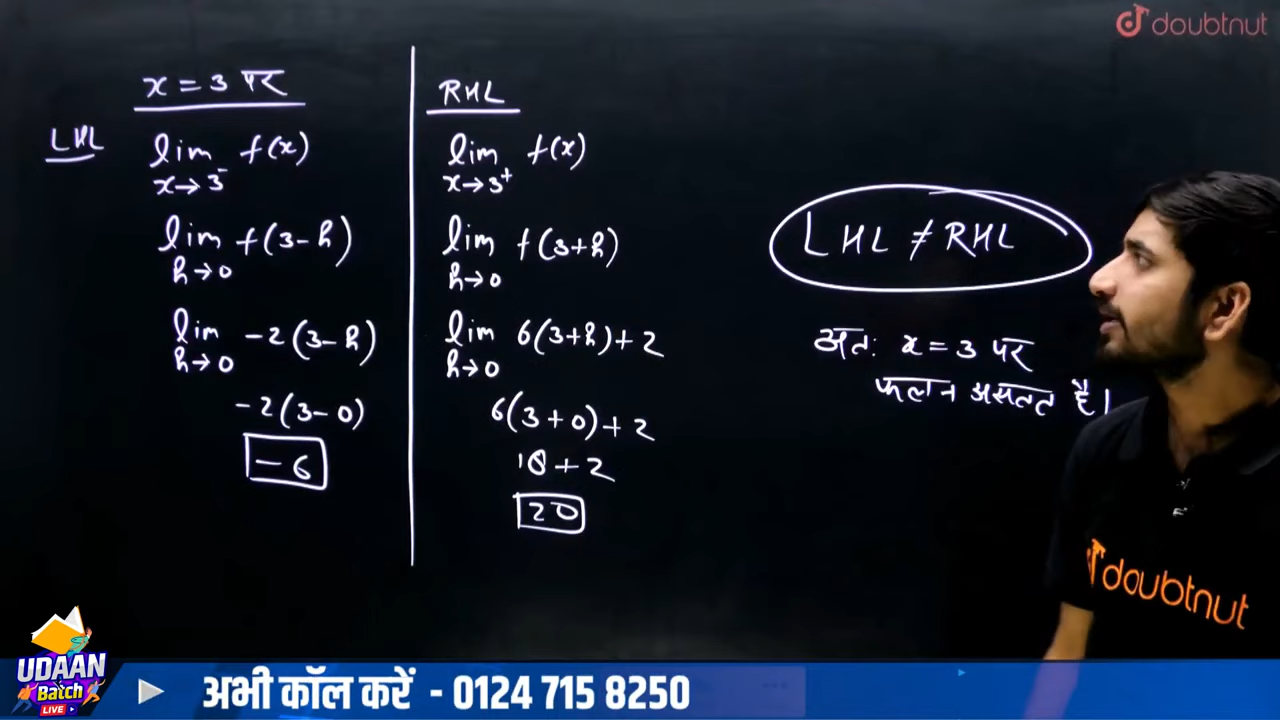 doubtnut
x = 3 पर
LHL
lim f(x)
x→3⁻
lim f(3-h)
h→0
lim -2(3-h)
h→0
-2(3-0)
-6
RHL
lim f(x)
x→3⁺
lim f(3+h)
h→0
lim 6(3+h)+2
h→0
6(3+0)+2
18+2
20
LHL ≠ RHL
अतः x=3 पर
फलन असतत है।
doubtnut
UDAAN
Batch
LIVE
अभी कॉल करें - 0124 715 8250